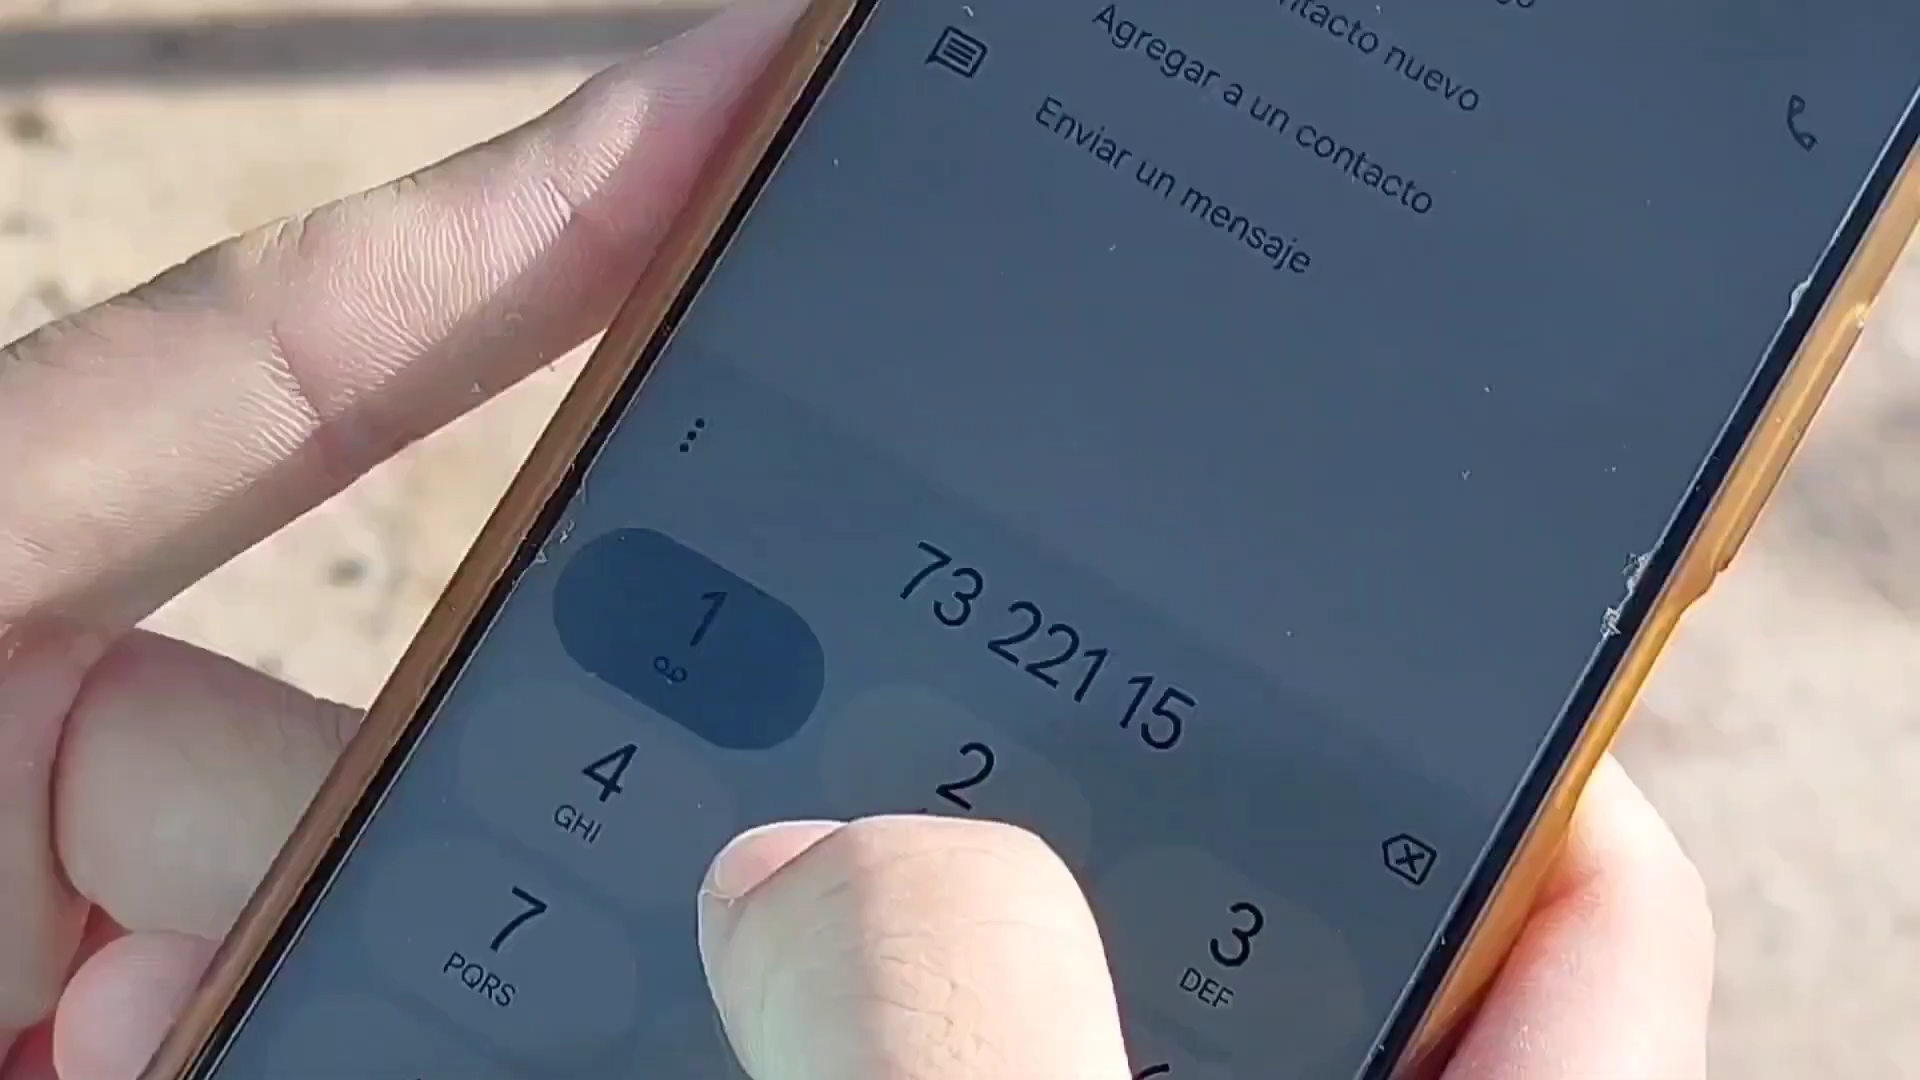 ntacto nuevo
Agregar a un contacto
Enviar un mensaje
73 221 15
1
2
3
DEF
4
GHI
7
PQRS